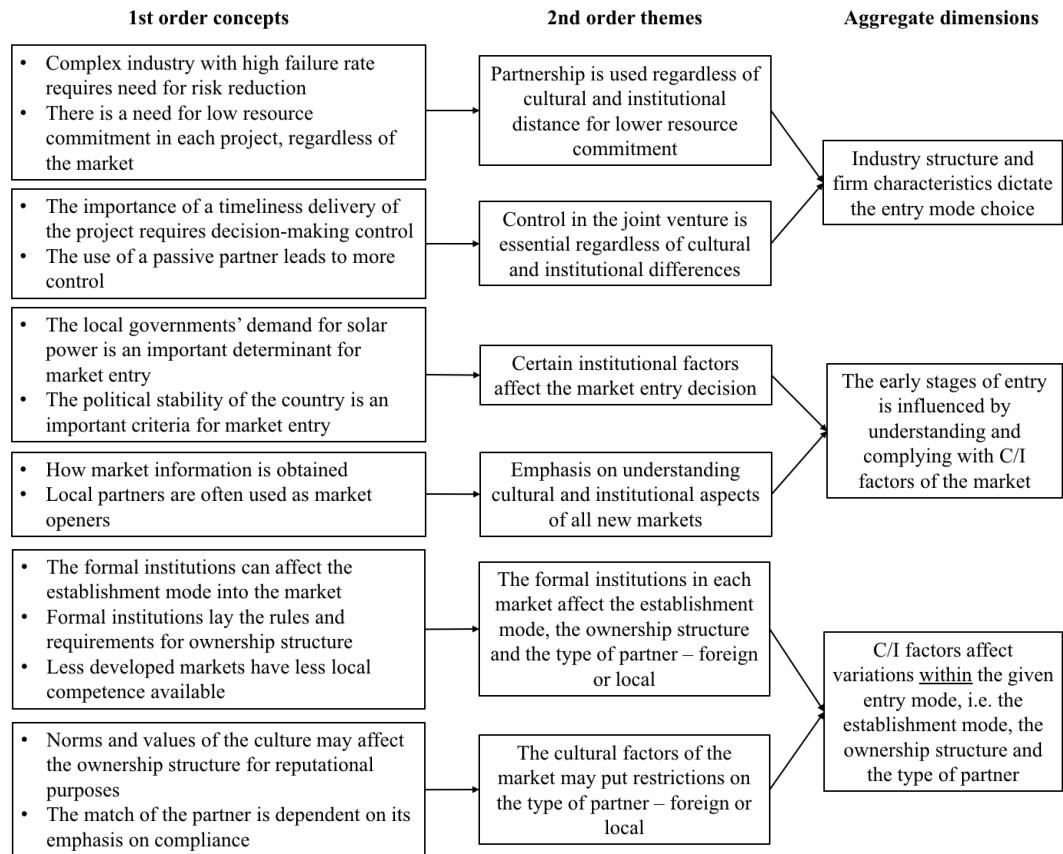 1st order concepts
2nd order themes
Aggregate dimensions
• Complex industry with high failure rate
requires need for risk reduction
• There is a need for low resource
commitment in each project, regardless of
the market
Partnership is used regardless of
cultural and institutional
distance for lower resource
commitment
• The importance of a timeliness delivery of
the project requires decision-making control
• The use of a passive partner leads to more
control
Control in the joint venture is
essential regardless of cultural
and institutional differences
Industry structure and
firm characteristics dictate
the entry mode choice
• The local governments’ demand for solar
power is an important determinant for
market entry
• The political stability of the country is an
important criteria for market entry
Certain institutional factors
affect the market entry decision
• How market information is obtained
• Local partners are often used as market
openers
Emphasis on understanding
cultural and institutional aspects
of all new markets
The early stages of entry
is influenced by
understanding and
complying with C/I
factors of the market
• The formal institutions can affect the
establishment mode into the market
• Formal institutions lay the rules and
requirements for ownership structure
• Less developed markets have less local
competence available
The formal institutions in each
market affect the establishment
mode, the ownership structure
and the type of partner – foreign
or local
• Norms and values of the culture may affect
the ownership structure for reputational
purposes
• The match of the partner is dependent on its
emphasis on compliance
The cultural factors of the
market may put restrictions on
the type of partner – foreign or
local
C/I factors affect
variations within the given
entry mode, i.e. the
establishment mode, the
ownership structure and
the type of partner